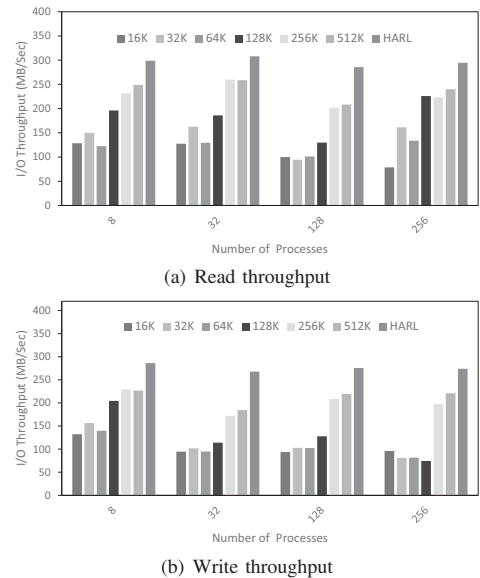 400
350
300
250
200
150
100
50
0
I/O Throughput (MB/Sec)
16K 32K 64K 128K 256K 512K HARL
8 32 128 256
Number of Processes
(a) Read throughput
400
350
300
250
200
150
100
50
0
I/O Throughput (MB/Sec)
16K 32K 64K 128K 256K 512K HARL
8 32 128 256
Number of Processes
(b) Write throughput